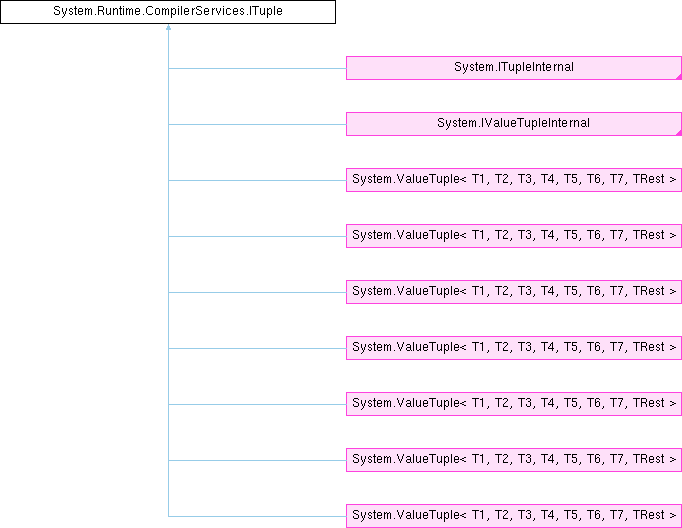 System.Runtime.CompilerServices.ITuple
System.ITupleInternal
System.IValueTupleInternal
System.ValueTuple< T1, T2, T3, T4, T5, T6, T7, TRest >
System.ValueTuple< T1, T2, T3, T4, T5, T6, T7, TRest >
System.ValueTuple< T1, T2, T3, T4, T5, T6, T7, TRest >
System.ValueTuple< T1, T2, T3, T4, T5, T6, T7, TRest >
System.ValueTuple< T1, T2, T3, T4, T5, T6, T7, TRest >
System.ValueTuple< T1, T2, T3, T4, T5, T6, T7, TRest >
System.ValueTuple< T1, T2, T3, T4, T5, T6, T7, TRest >